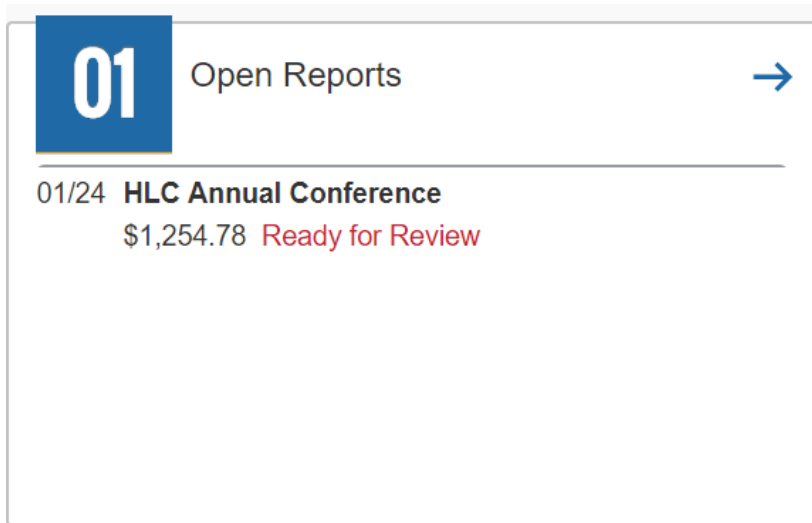 01
Open Reports
01/24 HLC Annual Conference
$1,254.78 Ready for Review